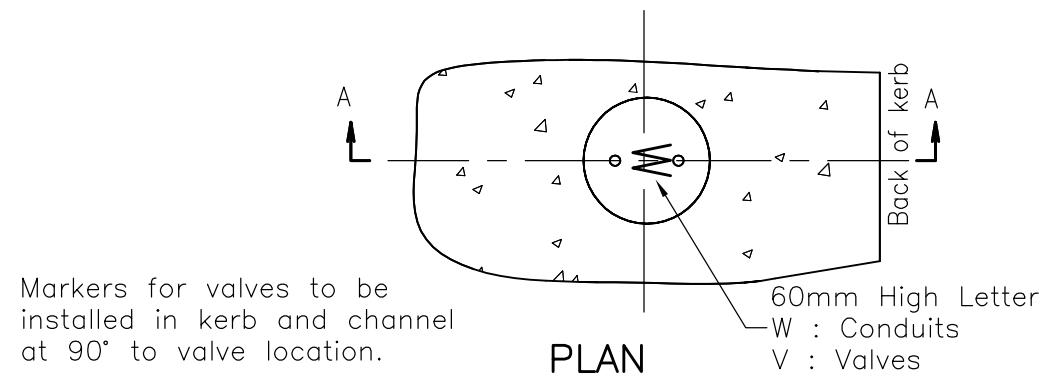 A
A
Back of kerb
W
Markers for valves to be
installed in kerb and channel
at 90° to valve location.
60mm High Letter
W : Conduits
V : Valves
PLAN